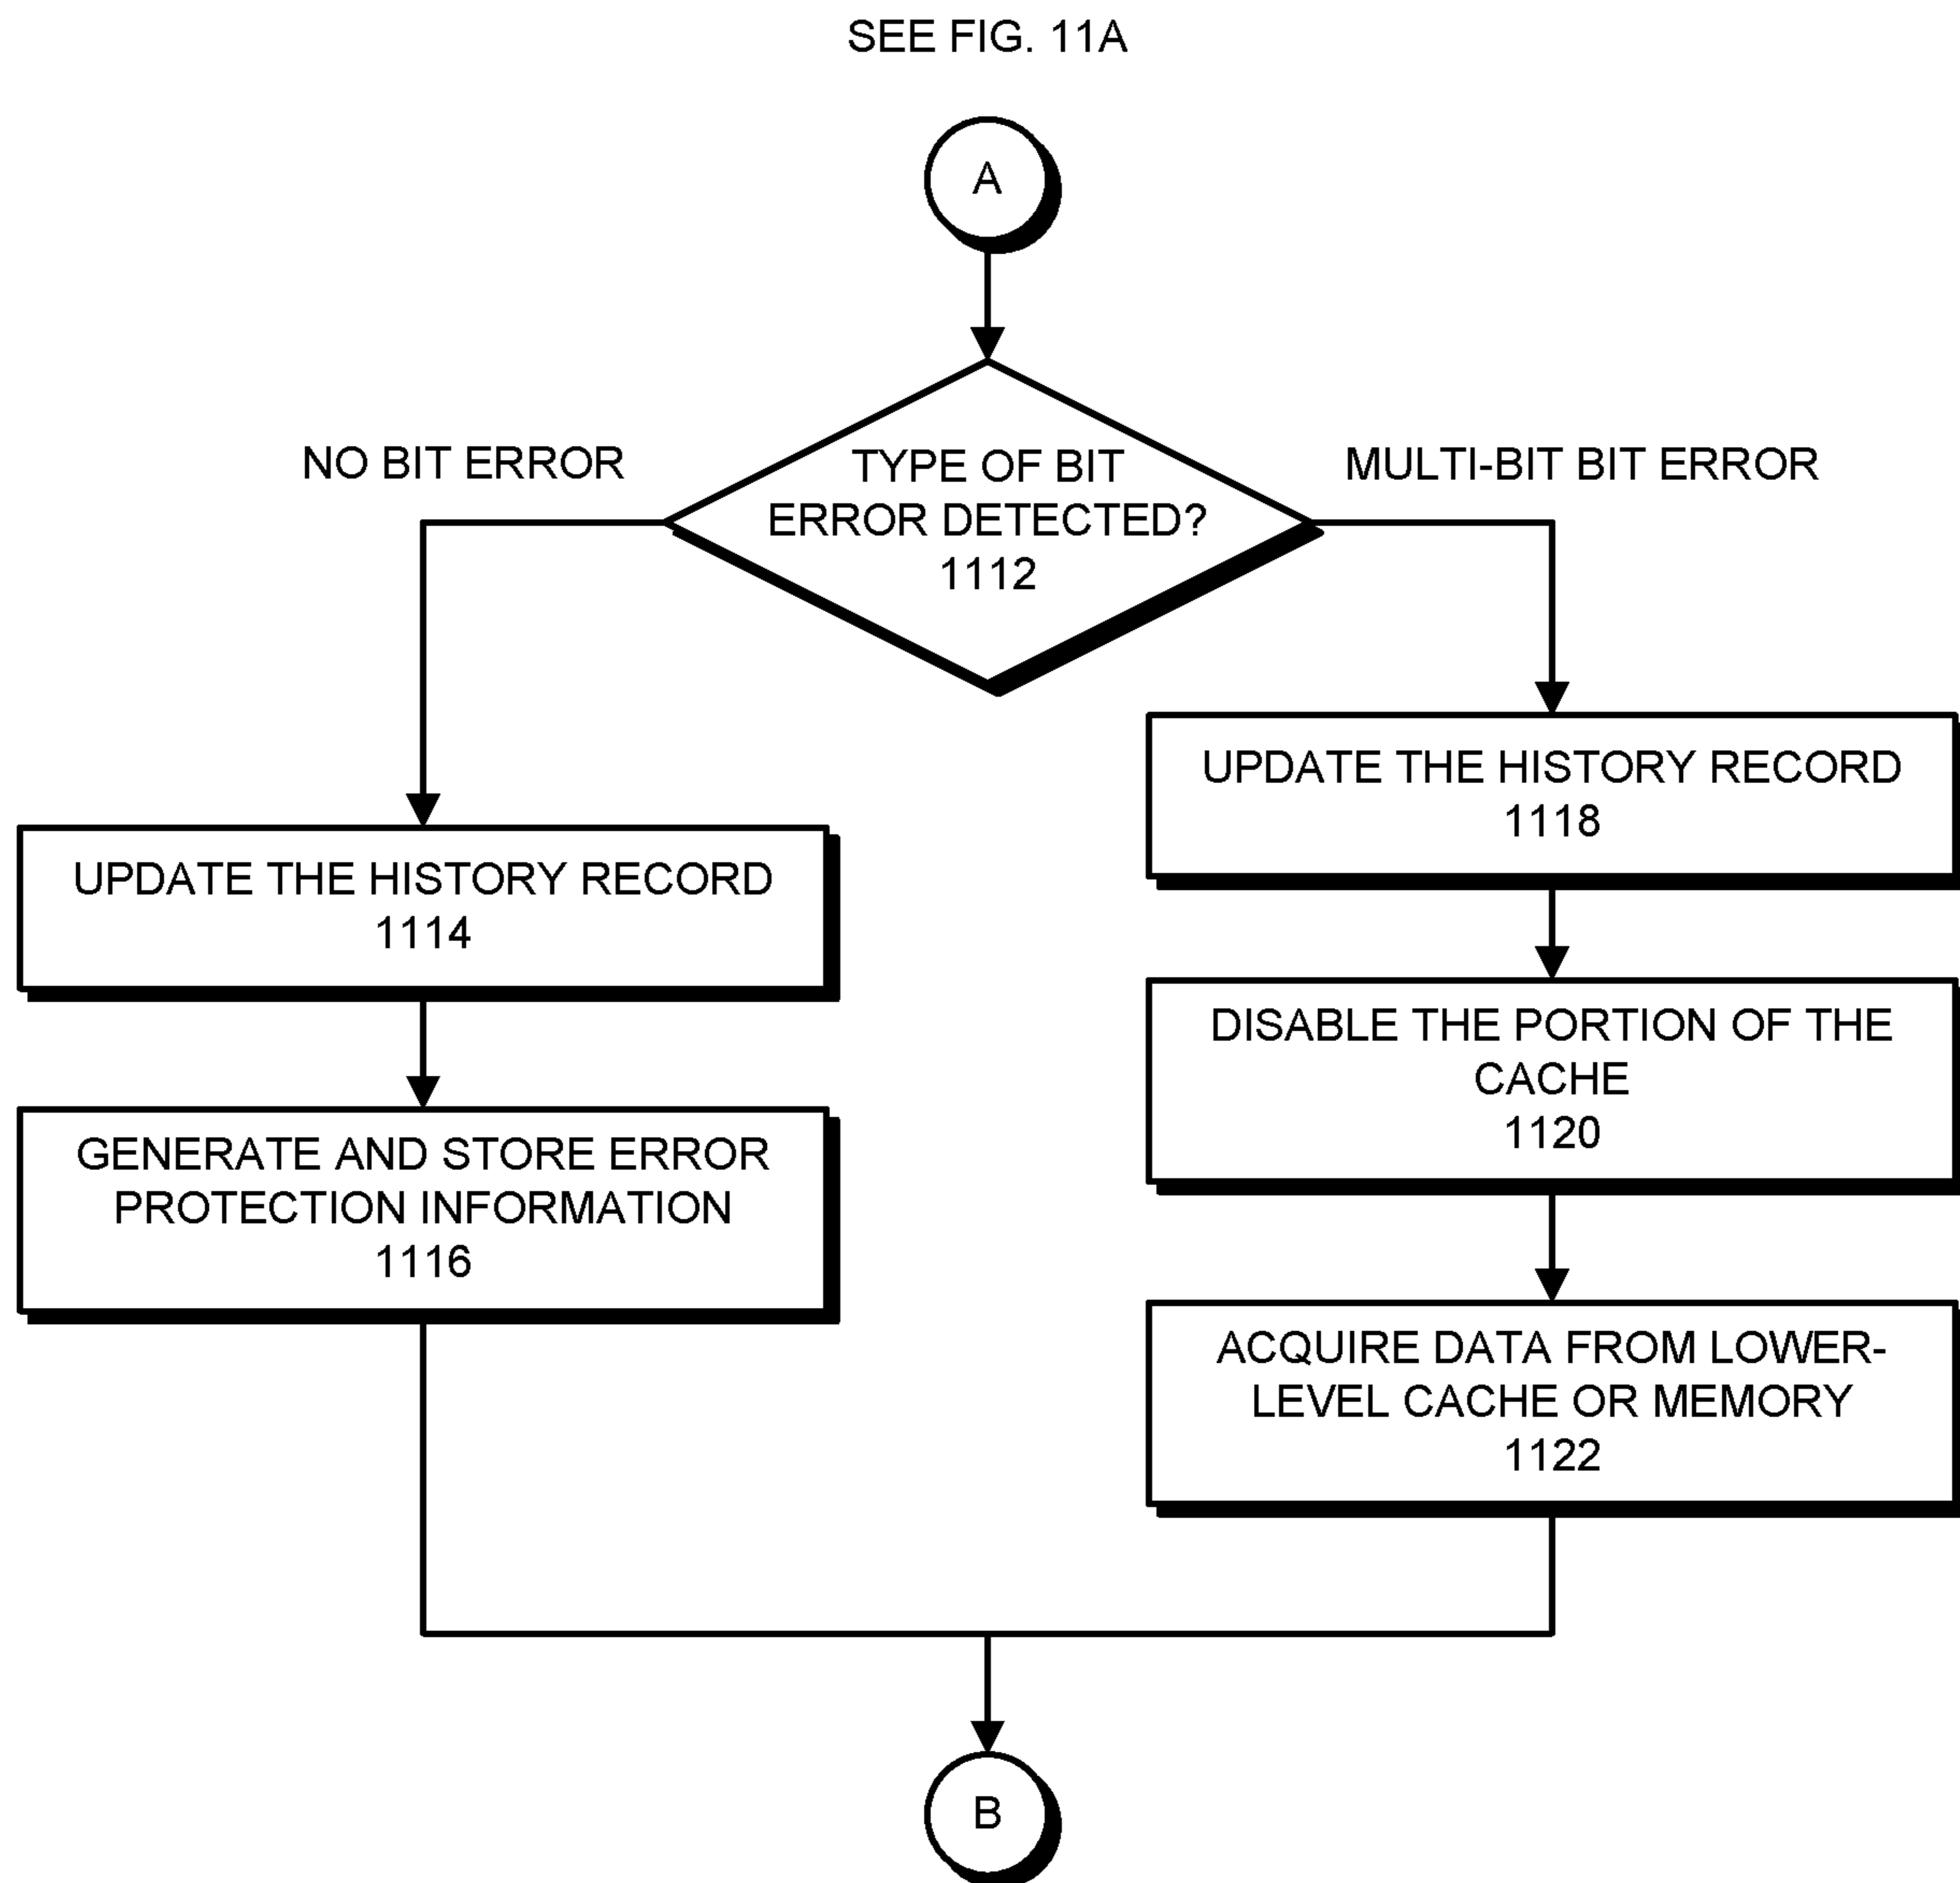 SEE FIG. 11A
A
NO BIT ERROR
TYPE OF BIT
ERROR DETECTED?
1112
MULTI-BIT BIT ERROR
UPDATE THE HISTORY RECORD
1114
GENERATE AND STORE ERROR
PROTECTION INFORMATION
1116
UPDATE THE HISTORY RECORD
1118
DISABLE THE PORTION OF THE
CACHE
1120
ACQUIRE DATA FROM LOWER-
LEVEL CACHE OR MEMORY
1122
B